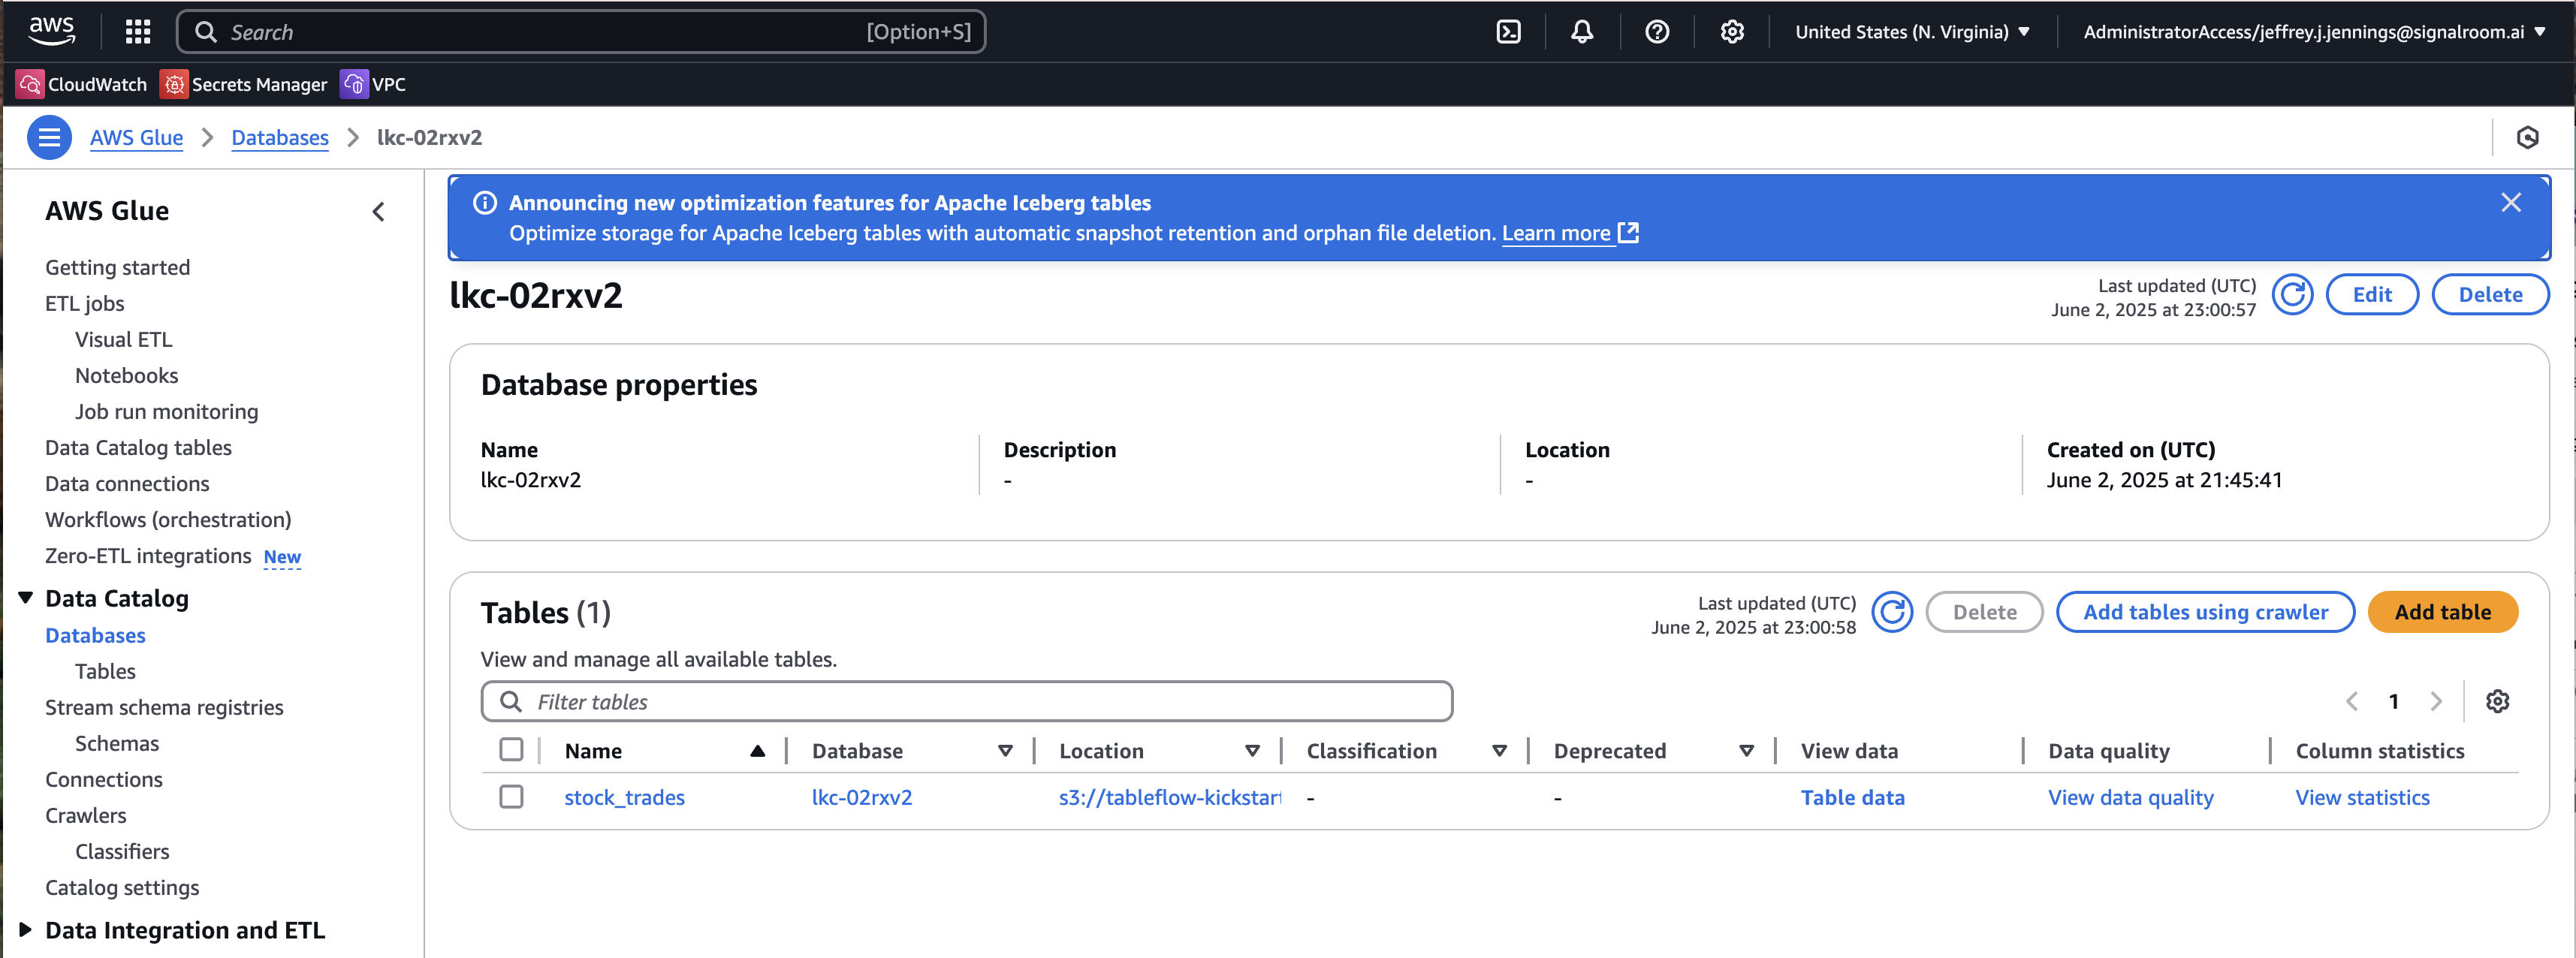 aws
Search [Option+S]
United States (N. Virginia)
AdministratorAccess/jeffrey.j.jennings@signalroom.ai
CloudWatch Secrets Manager VPC
AWS Glue Databases lkc-02rxv2
AWS Glue
Getting started
ETL jobs
Visual ETL
Notebooks
Job run monitoring
Data Catalog tables
Data connections
Workflows (orchestration)
Zero-ETL integrations New
Data Catalog
Databases
Tables
Stream schema registries
Schemas
Connections
Crawlers
Classifiers
Catalog settings
Data Integration and ETL
Announcing new optimization features for Apache Iceberg tables
Optimize storage for Apache Iceberg tables with automatic snapshot retention and orphan file deletion. Learn more
lkc-02rxv2
Last updated (UTC)
June 2, 2025 at 23:00:57
Edit Delete
Database properties
Name Description Location Created on (UTC)
lkc-02rxv2 - - June 2, 2025 at 21:45:41
Tables (1)
Last updated (UTC)
June 2, 2025 at 23:00:58
Delete Add tables using crawler Add table
View and manage all available tables.
Filter tables
1
Name Database Location Classification Deprecated View data Data quality Column statistics
stock_trades lkc-02rxv2 s3://tableflow-kickstart - - Table data View data quality View statistics